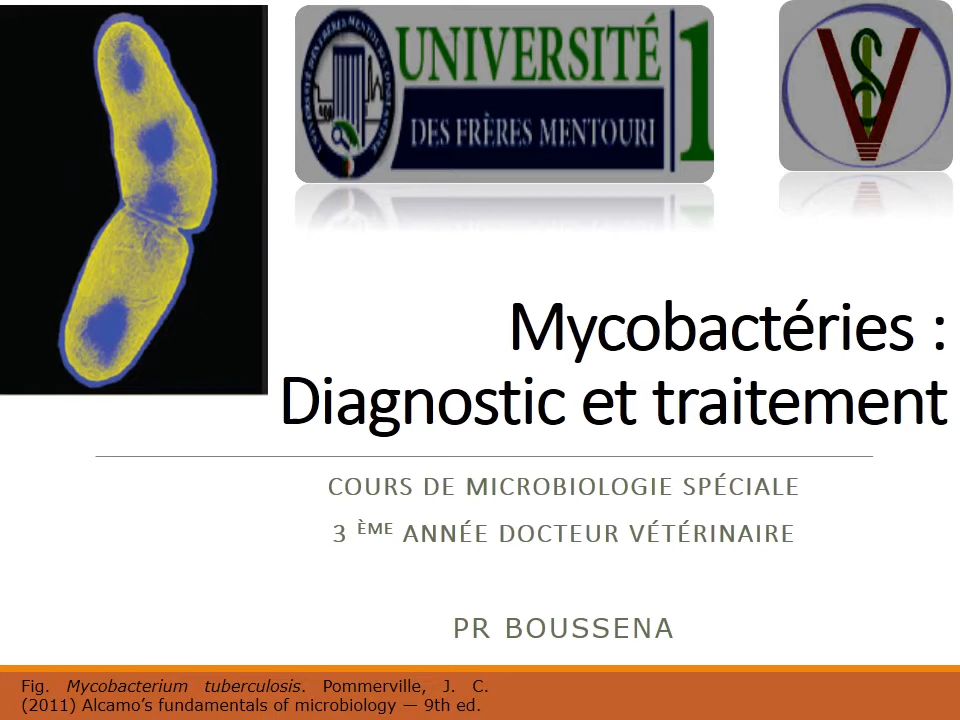 UNIVERSITÉ 1
DES FRÈRES MENTOURI
Mycobactéries :
Diagnostic et traitement
COURS DE MICROBIOLOGIE SPÉCIALE
3 ÈME ANNÉE DOCTEUR VÉTÉRINAIRE
PR BOUSSENA
Fig. Mycobacterium tuberculosis. Pommerville, J. C.
(2011) Alcamo’s fundamentals of microbiology — 9th ed.